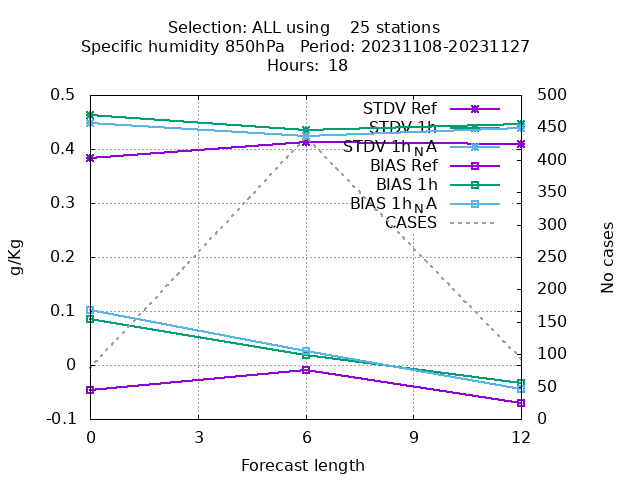 Selection: ALL using    25 stations
Specific humidity 850hPa   Period: 20231108-20231127
Hours: 18
0.5
0.4
0.3
0.2
0.1
0
-0.1
g/Kg
STDV Ref
STDV 1h
STDV 1h_N A
BIAS Ref
BIAS 1h
BIAS 1h_N A
CASES
500
450
400
350
300
250
200
150
100
50
0
No cases
0 3 6 9 12
Forecast length